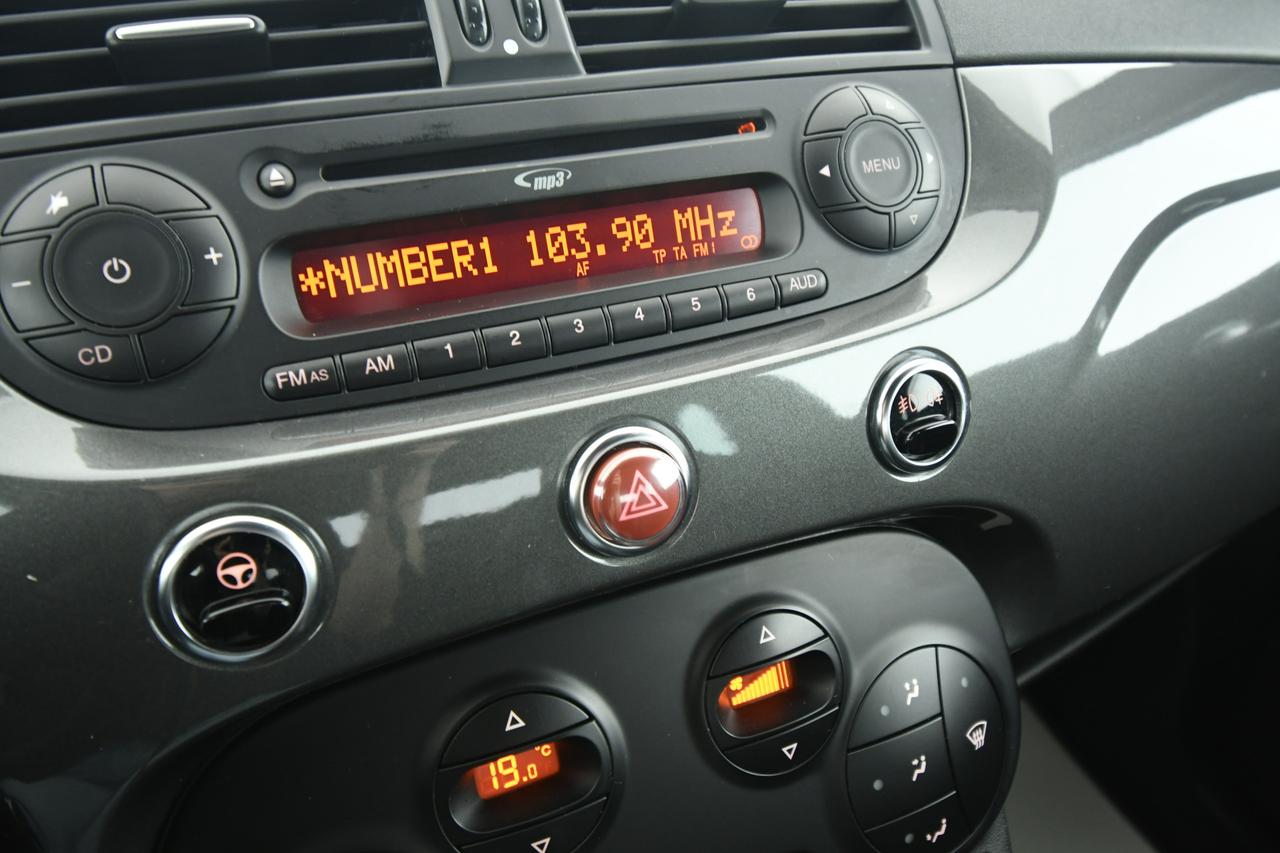 mp3
MENU
*NUMBER1 103.90 MHz
AF TP TA FM1
CD
FM AS AM 1 2 3 4 5 6 AUD
19.0 °C